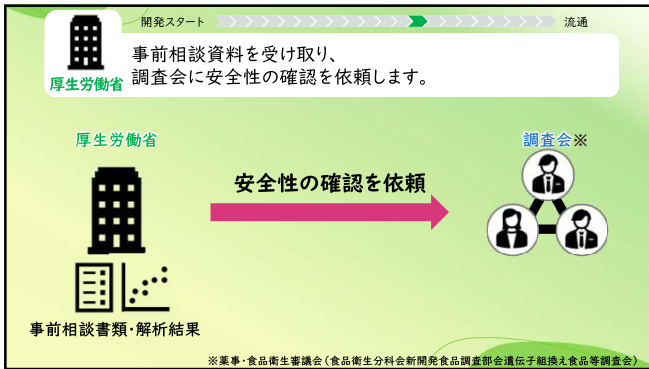 開発スタート
流通
厚生労働省
事前相談資料を受け取り、
調査会に安全性の確認を依頼します。
厚生労働省
調査会※
安全性の確認を依頼
事前相談書類・解析結果
※薬事・食品衛生審議会(食品衛生分科会新開発食品調査部会遺伝子組換え食品等調査会)